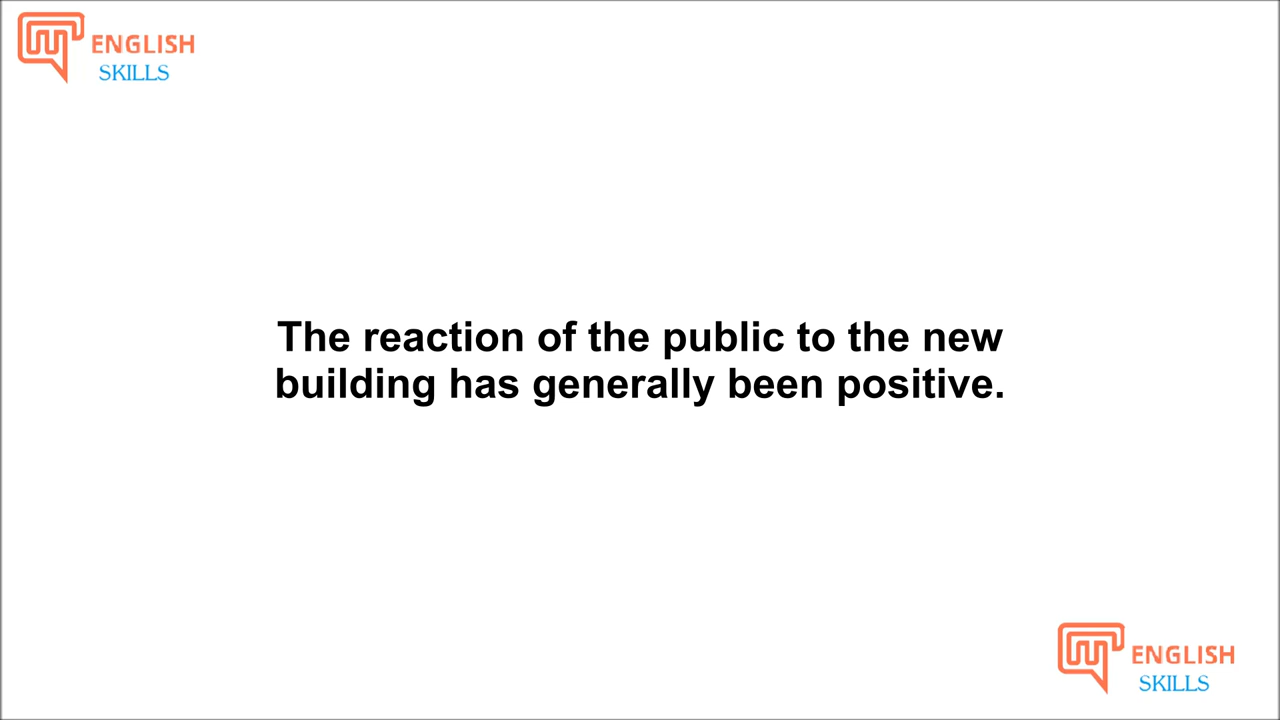 ENGLISH
SKILLS
The reaction of the public to the new
building has generally been positive.
ENGLISH
SKILLS